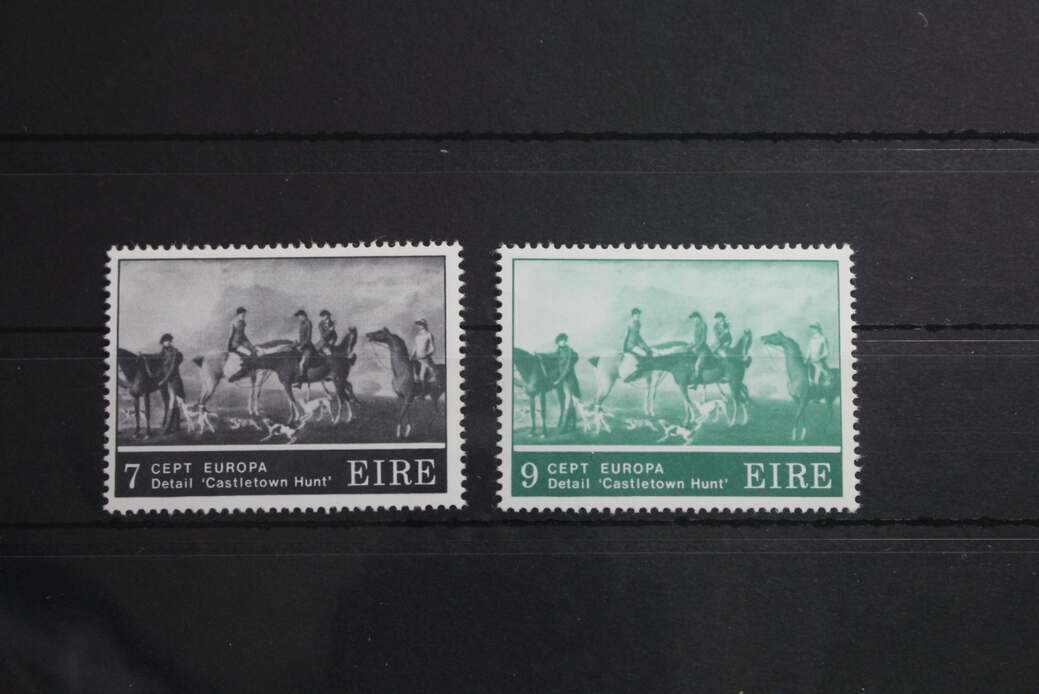 7 CEPT EUROPA
Detail 'Castletown Hunt' EIRE
9 CEPT EUROPA
Detail 'Castletown Hunt' EIRE